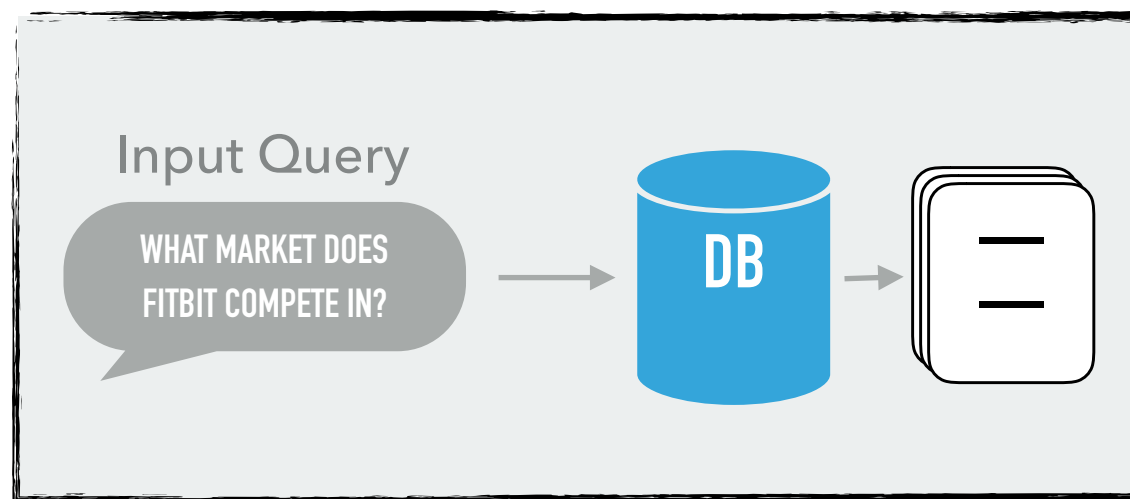 Input Query
WHAT MARKET DOES
FITBIT COMPETE IN?
DB